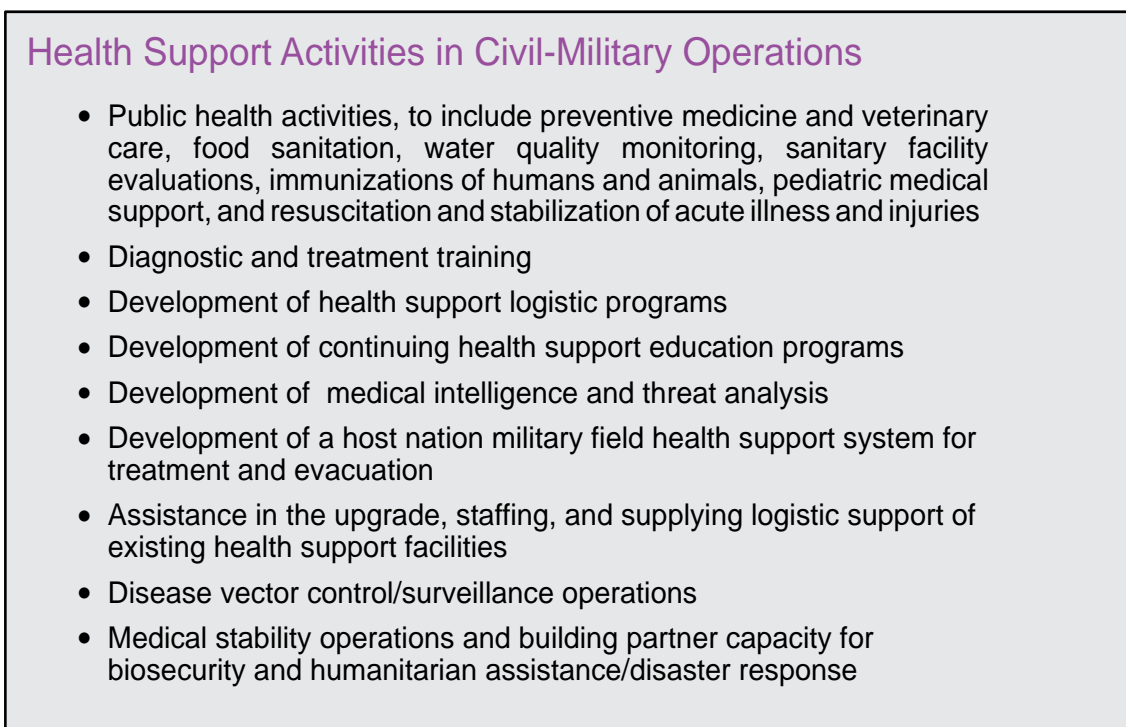 Health Support Activities in Civil-Military Operations
• Public health activities, to include preventive medicine and veterinary
care, food sanitation, water quality monitoring, sanitary facility
evaluations, immunizations of humans and animals, pediatric medical
support, and resuscitation and stabilization of acute illness and injuries
• Diagnostic and treatment training
• Development of health support logistic programs
• Development of continuing health support education programs
• Development of  medical intelligence and threat analysis
• Development of a host nation military field health support system for
treatment and evacuation
• Assistance in the upgrade, staffing, and supplying logistic support of
existing health support facilities
• Disease vector control/surveillance operations
• Medical stability operations and building partner capacity for
biosecurity and humanitarian assistance/disaster response